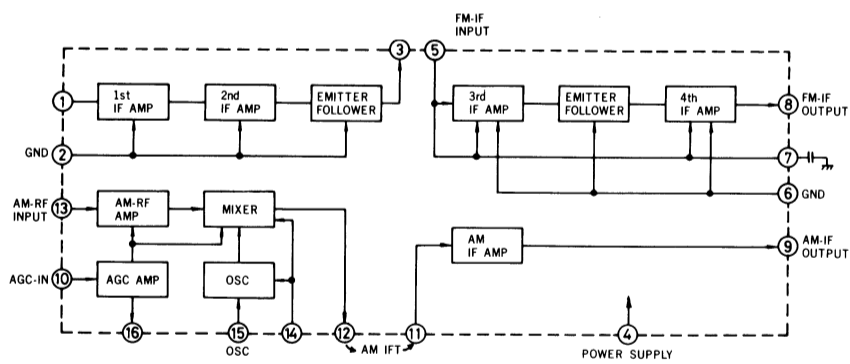 FM-IF
INPUT
3
5
1
1st
IF AMP
2nd
IF AMP
EMITTER
FOLLOWER
3rd
IF AMP
EMITTER
FOLLOWER
4th
IF AMP
8
FM-IF
OUTPUT
GND
2
7
6
GND
AM-RF
INPUT
13
AM-RF
AMP
MIXER
AM
IF AMP
9
AM-IF
OUTPUT
AGC-IN
10
AGC AMP
OSC
16
15
14
12
11
4
OSC
AM IFT
POWER SUPPLY